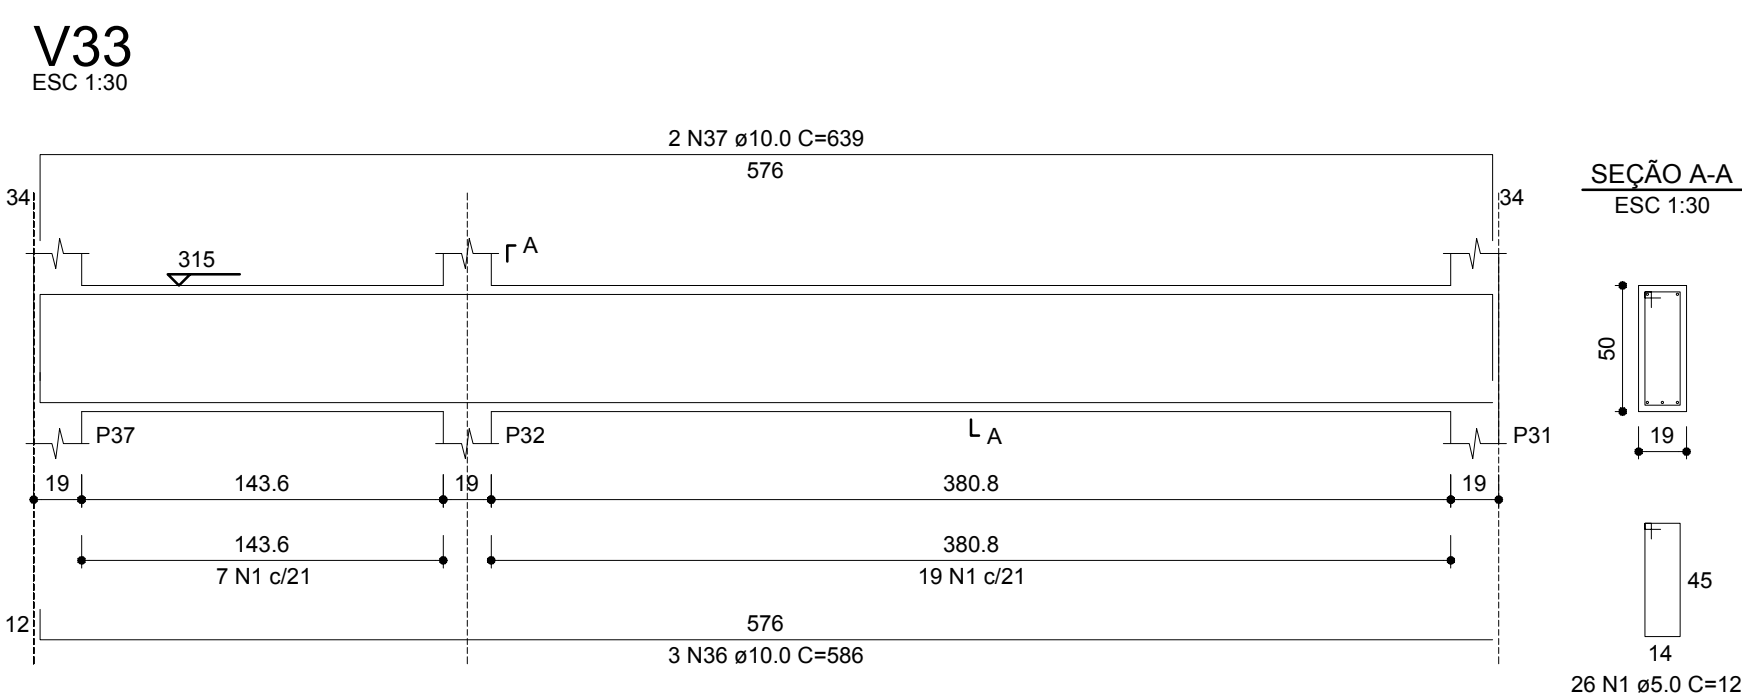 V33
ESC 1:30
2 N37 ø10.0 C=639
576
34
34
SEÇÃO A-A
ESC 1:30
A
315
50
19
A
P37
P32
P31
19
143.6
19
380.8
19
143.6
380.8
7 N1 c/21
19 N1 c/21
45
14
12
576
3 N36 ø10.0 C=586
26 N1 ø5.0 C=12